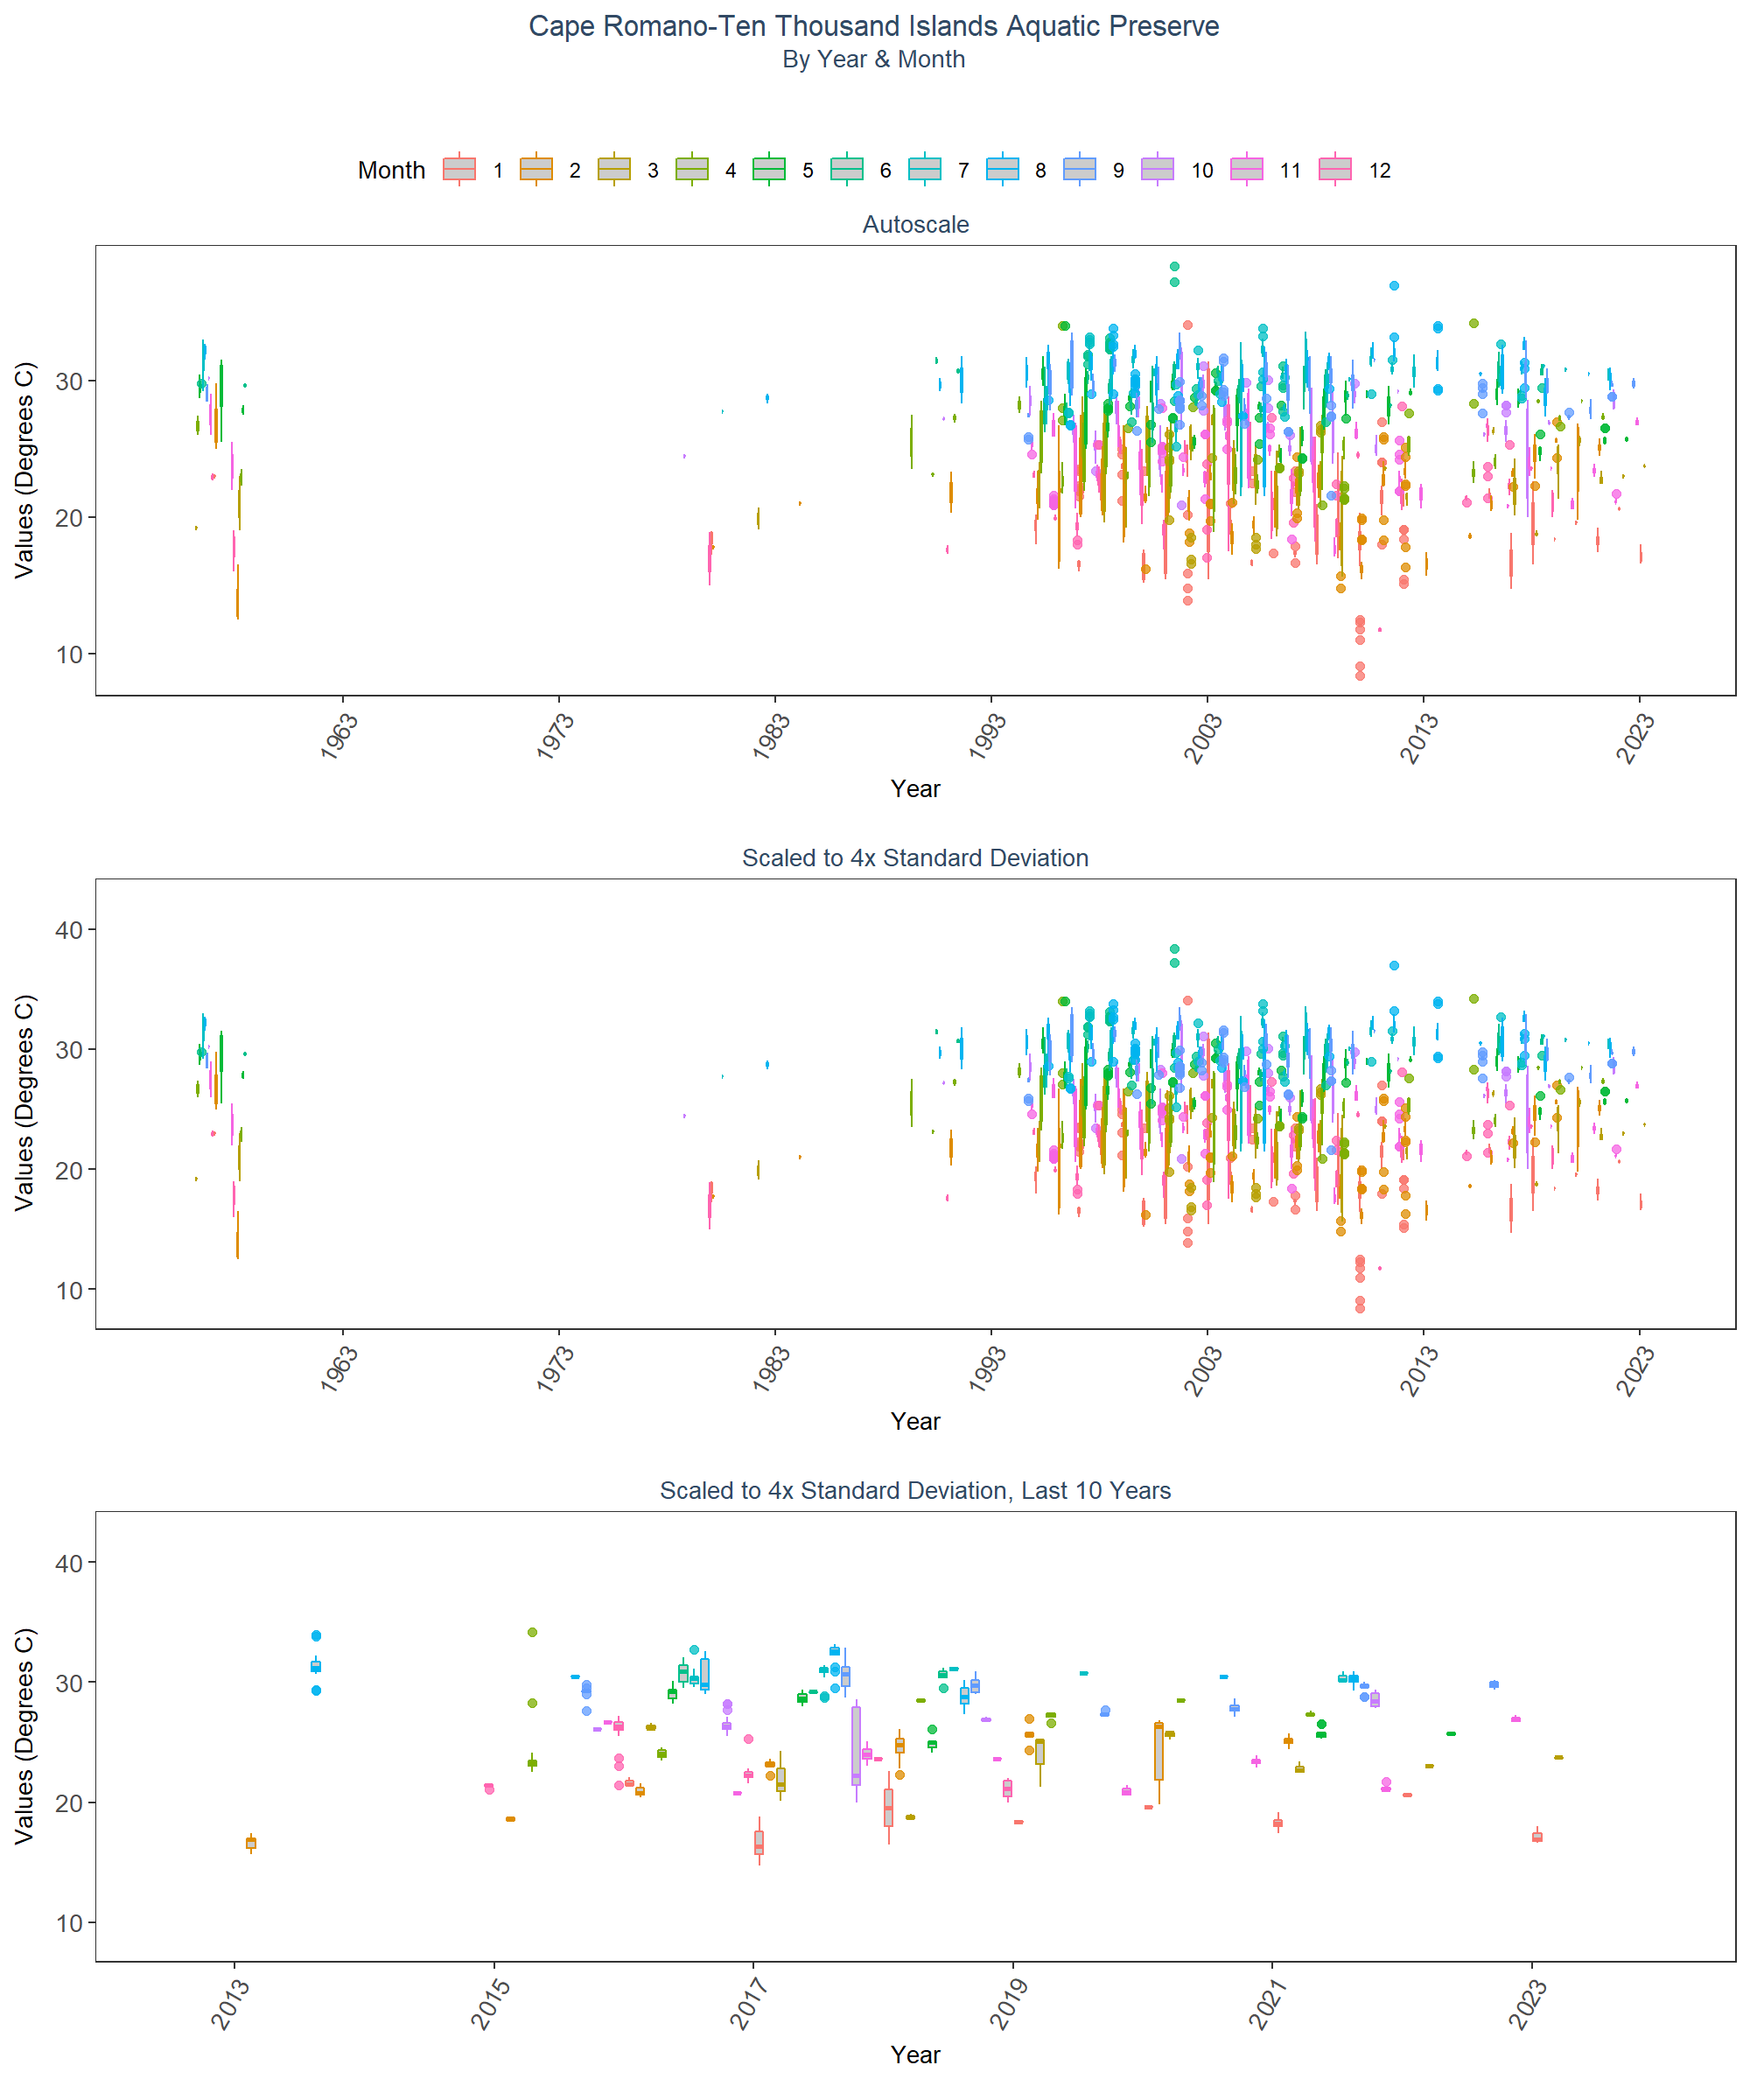 Cape Romano-Ten Thousand Islands Aquatic Preserve
By Year & Month
Month 1 2 3 4 5 6 7 8 9 10 11 12
Autoscale
Values (Degrees C)
30
20
10
1963 1973 1983 1993 2003 2013 2023
Year
Scaled to 4x Standard Deviation
Values (Degrees C)
40
30
20
10
1963 1973 1983 1993 2003 2013 2023
Year
Scaled to 4x Standard Deviation, Last 10 Years
Values (Degrees C)
40
30
20
10
2013 2015 2017 2019 2021 2023
Year